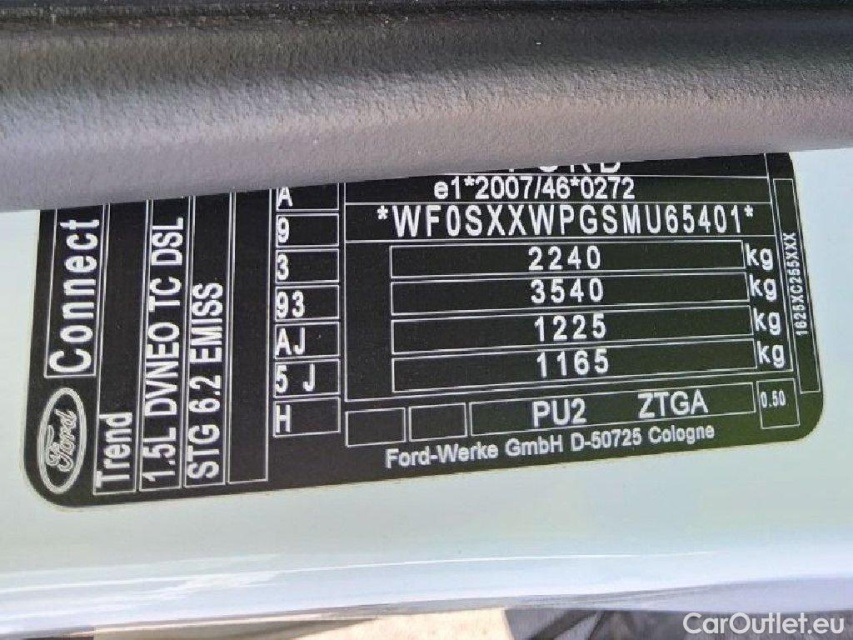 FORD
e1*2007/46*0272
*WF0SXXWPGSMU65401*
2240 kg
3540 kg
1225 kg
1165 kg
PU2 ZTGA 0.50
Ford-Werke GmbH D-50725 Cologne
A
9
3
93
AJ
5 J
H
Ford Connect
Trend
1.5L DVNEO TC DSL
STG 6.2 EMISS
1625XC255XXX
CarOutlet.eu